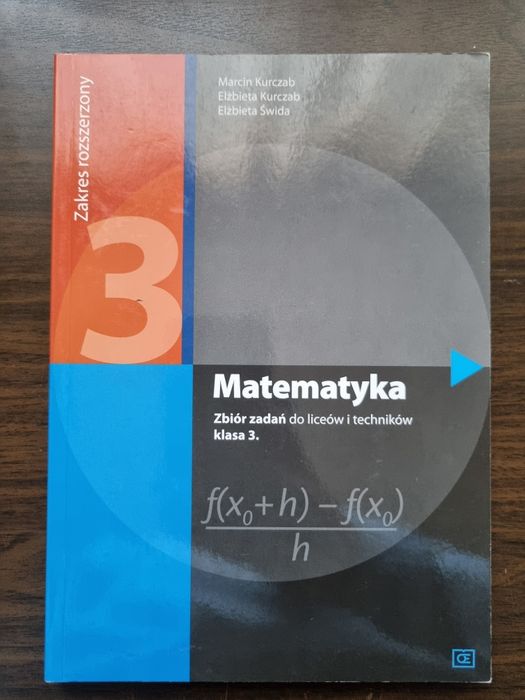 Zakres rozszerzony
Marcin Kurczab
Elżbieta Kurczab
Elżbieta Świda
3
Matematyka
Zbiór zadań do liceów i techników
klasa 3.
f(x₀+h) − f(x₀)
h
OE